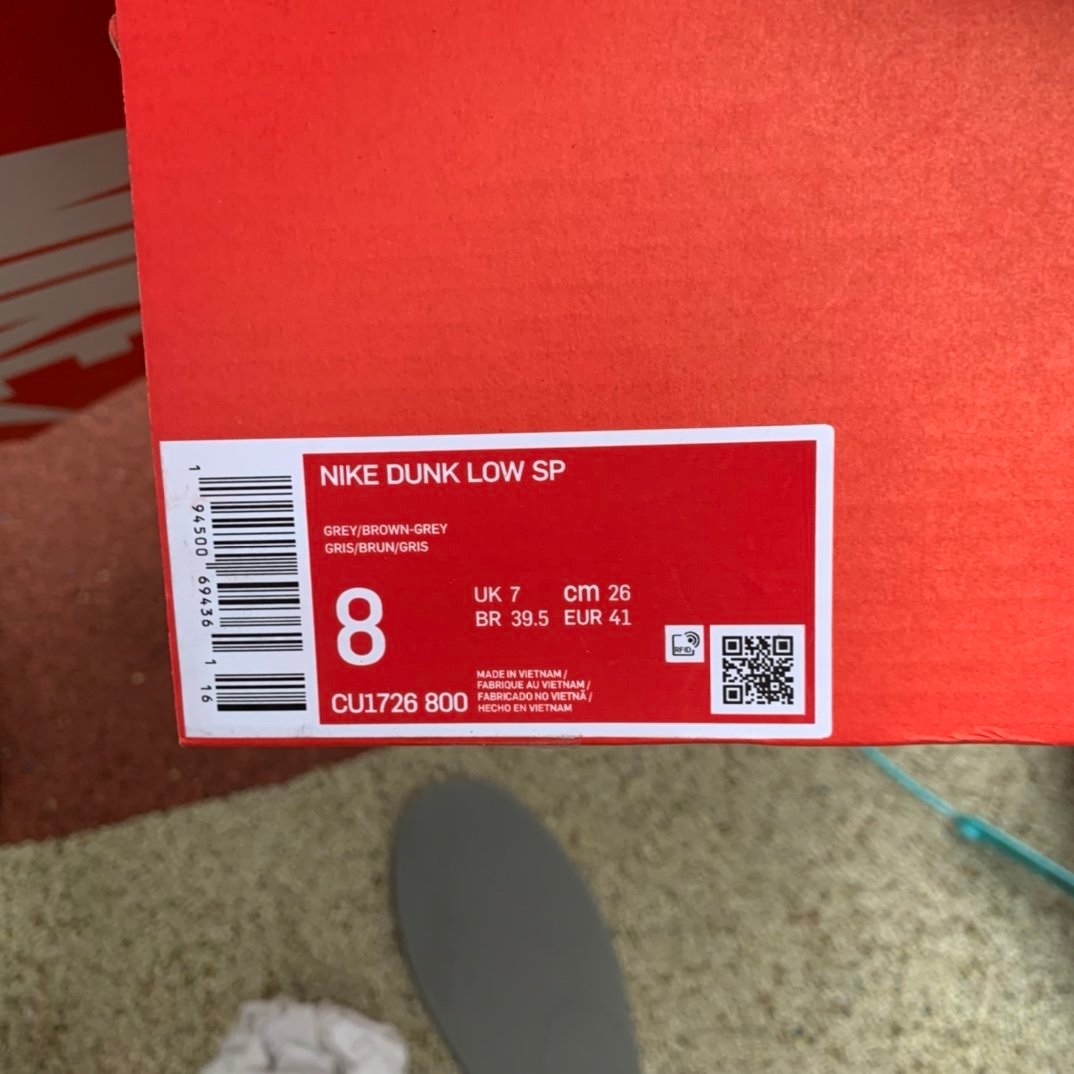 NIKE DUNK LOW SP
GREY/BROWN-GREY
GRIS/BRUN/GRIS
8
UK 7 cm 26
BR 39.5 EUR 41
CU1726 800
MADE IN VIETNAM /
FABRIQUE AU VIETNAM /
FABRICADO NO VIETNÃ /
HECHO EN VIETNAM
RFID
1 94500 69436 1 16